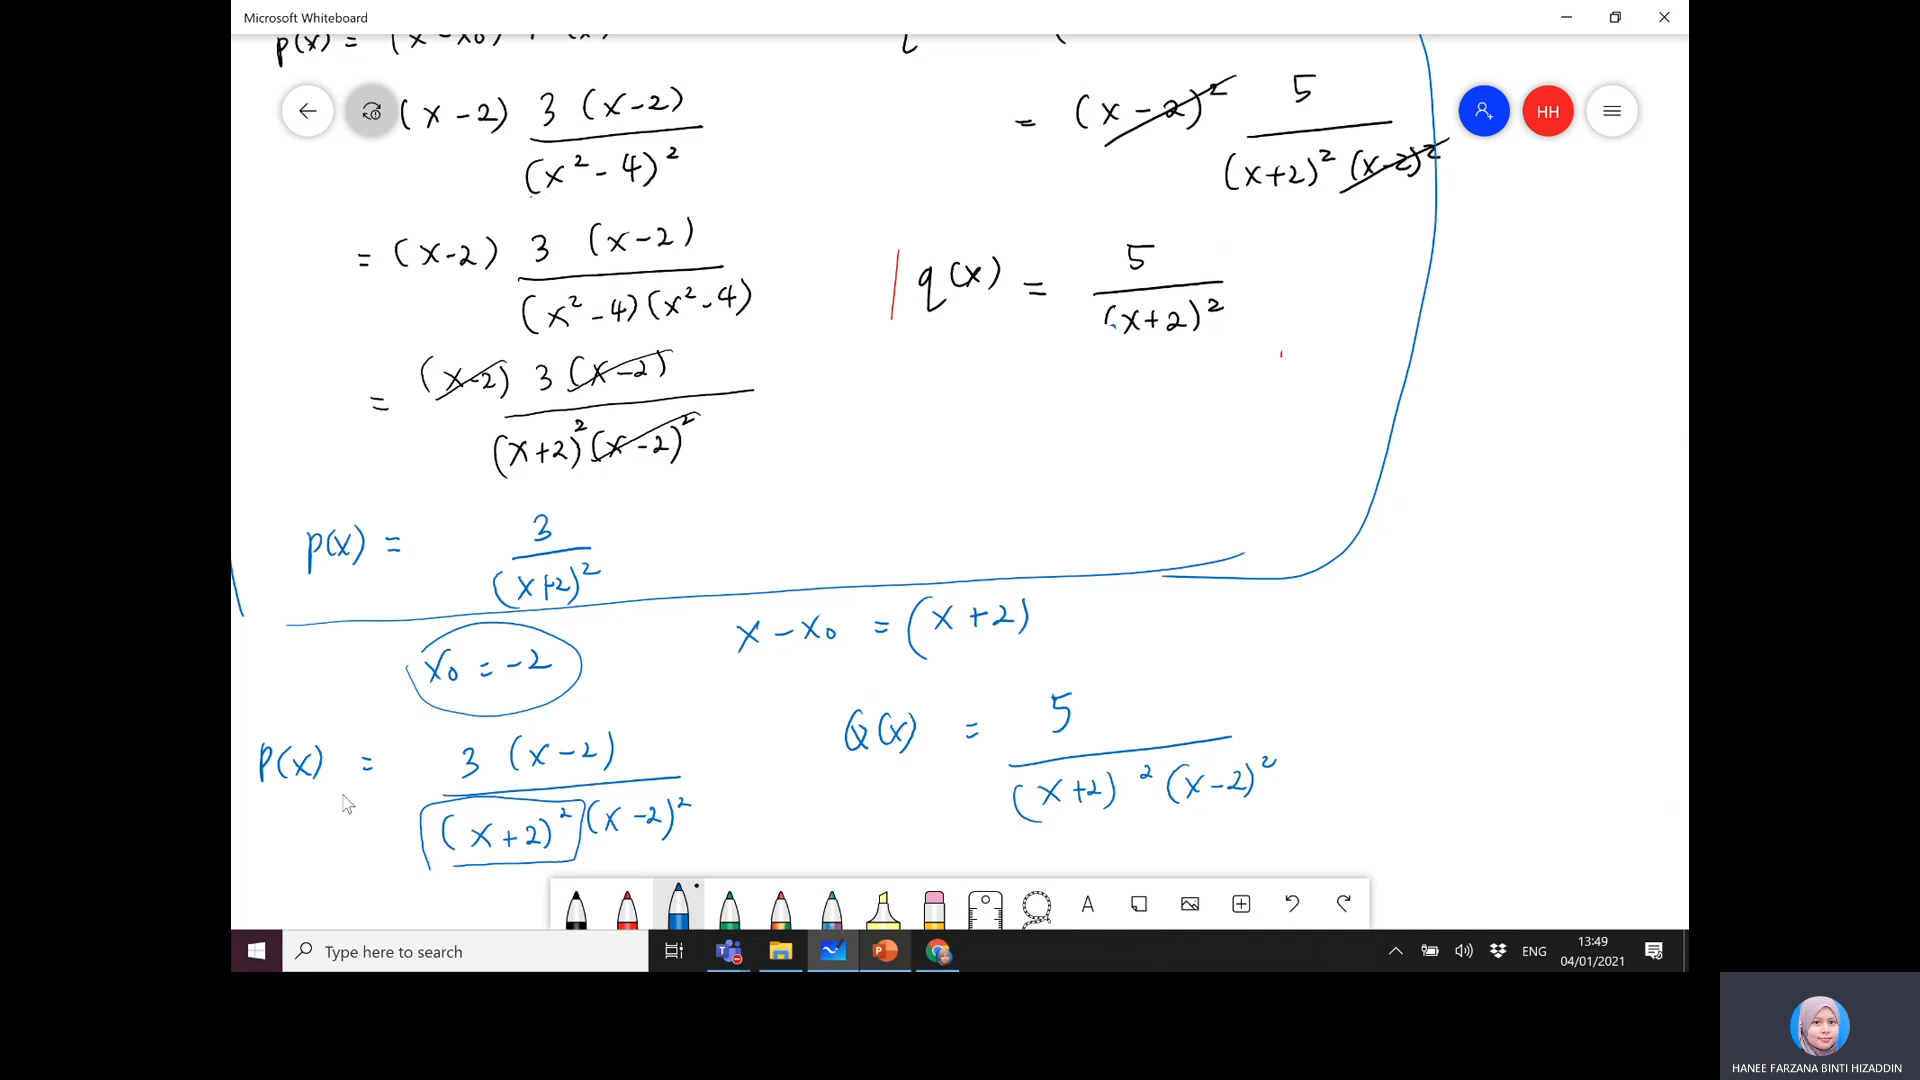 Microsoft Whiteboard
p(x) = (x - x₀)
(x - 2) 3 (x - 2) / (x² - 4)²
= (x - 2) 3 (x - 2) / (x² - 4)(x² - 4)
= (x - 2) 3 (x - 2) / (x + 2)² (x - 2)²
p(x) = 3 / (x + 2)²
= (x - 2)² 5 / (x + 2)² (x - 2)²
q(x) = 5 / (x + 2)²
HH
x₀ = -2
x - x₀ = (x + 2)
P(x) = 3 (x - 2) / (x + 2)² (x - 2)²
Q(x) = 5 / (x + 2)² (x - 2)²
A
Type here to search
ENG
13:49
04/01/2021
HANEE FARZANA BINTI HIZADDIN